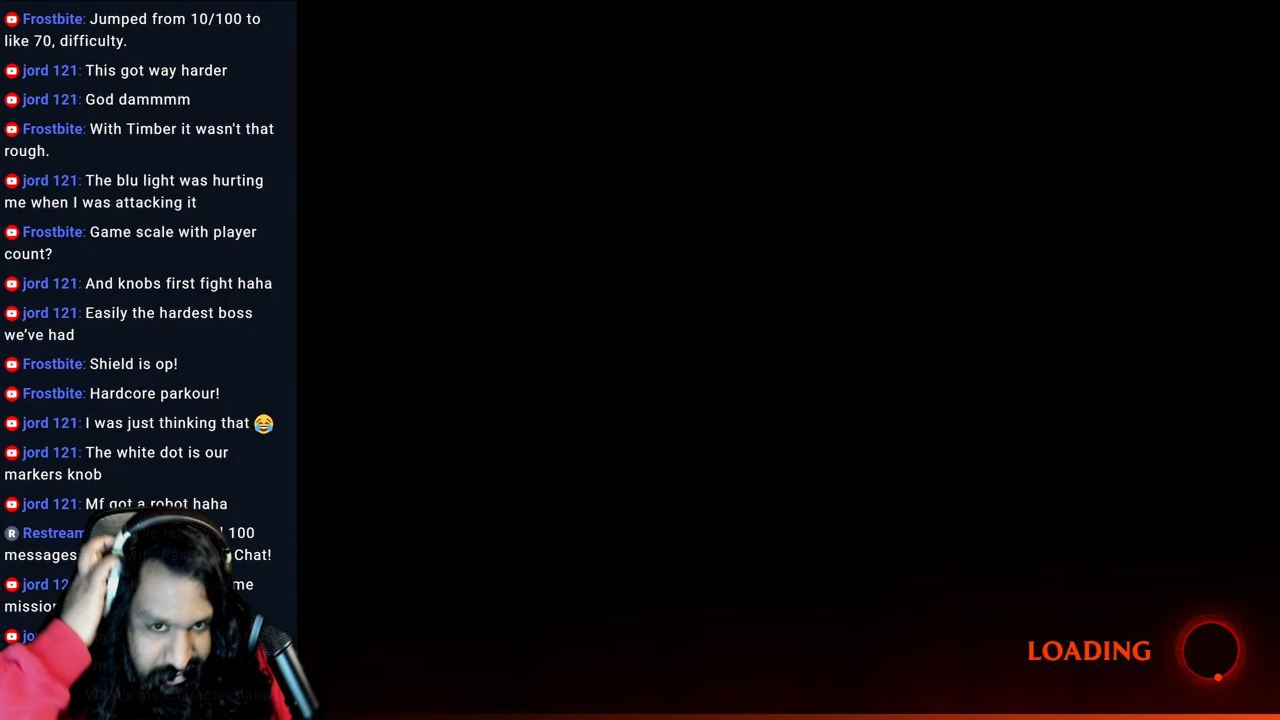 Frostbite: Jumped from 10/100 to
like 70, difficulty.
jord 121: This got way harder
jord 121: God dammmm
Frostbite: With Timber it wasn't that
rough.
jord 121: The blu light was hurting
me when I was attacking it
Frostbite: Game scale with player
count?
jord 121: And knobs first fight haha
jord 121: Easily the hardest boss
we've had
Frostbite: Shield is op!
Frostbite: Hardcore parkour!
jord 121: I was just thinking that 😂
jord 121: The white dot is our
markers knob
jord 121: Mf got a robot haha
R Restream 100
messages Chat!
jord 12 me
LOADING